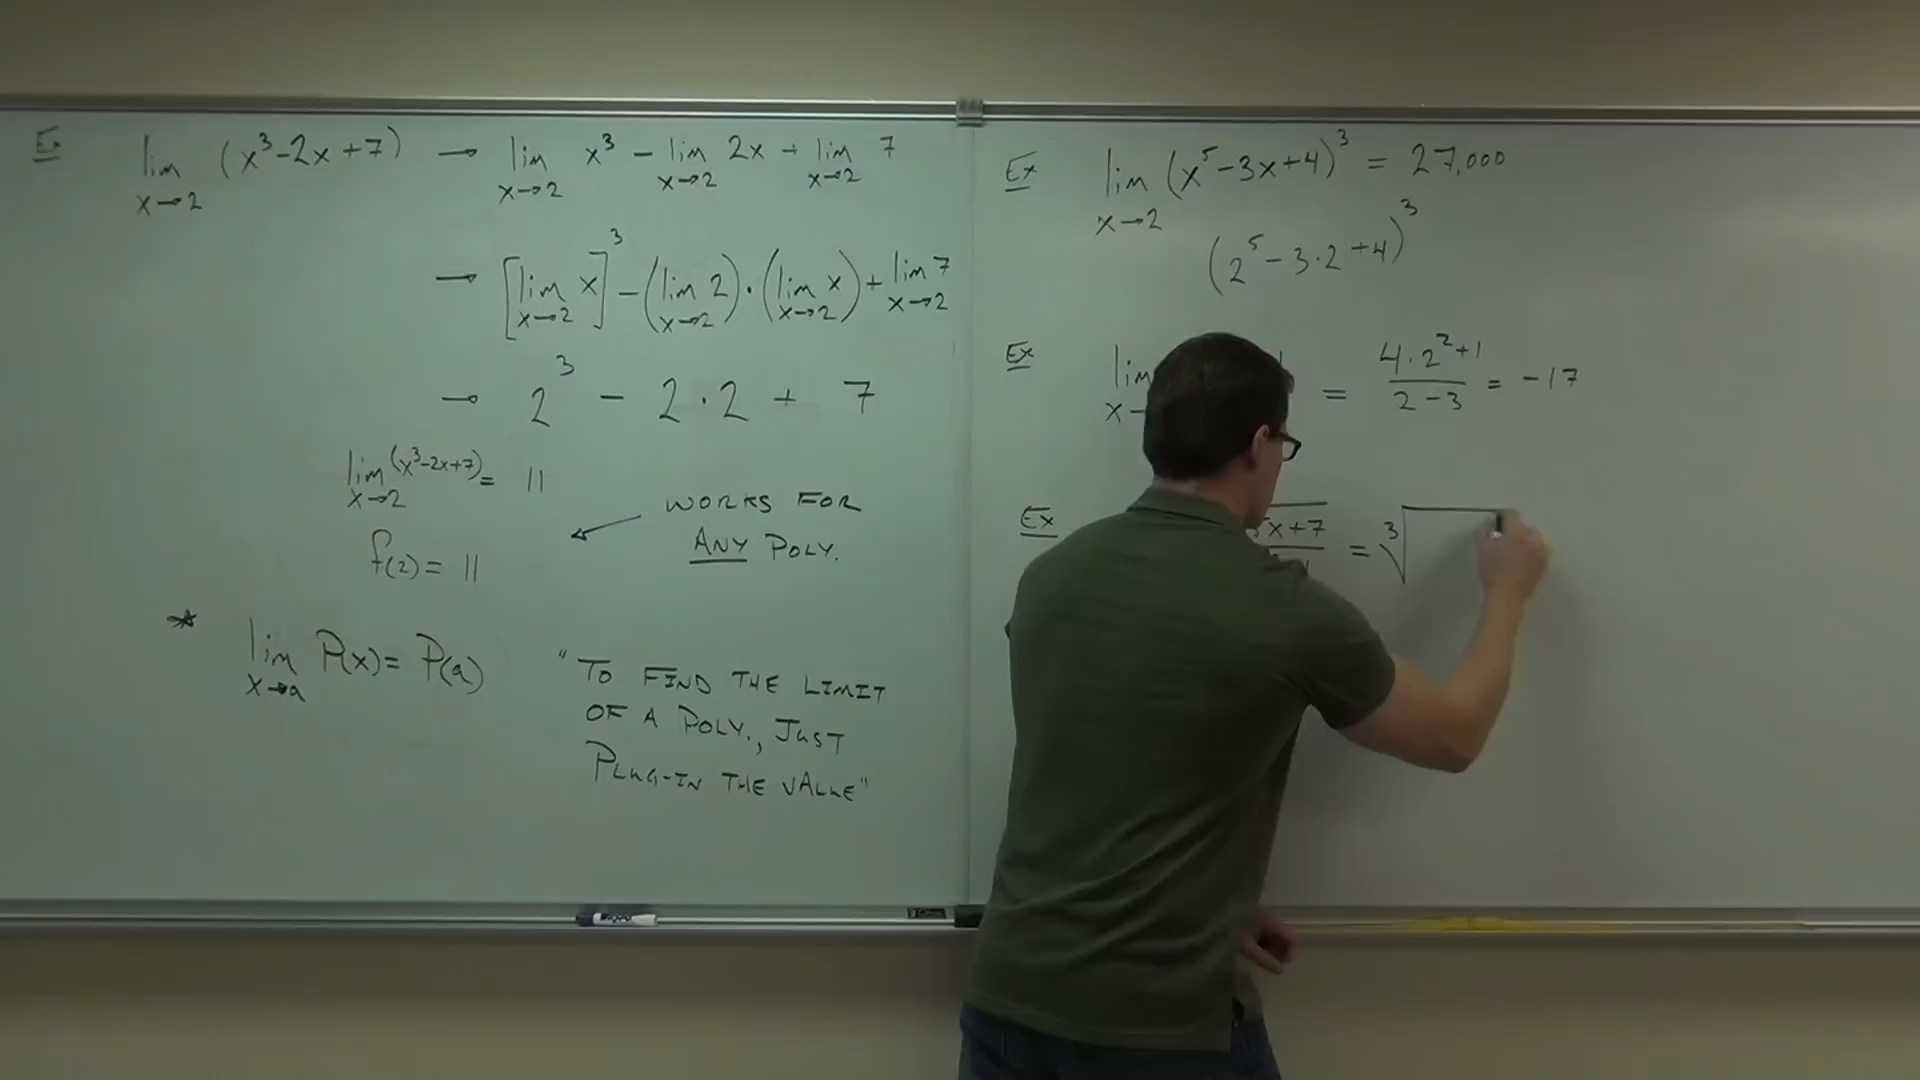 Ex lim x→2 (x³-2x+7) → lim x→2 x³ - lim x→2 2x + lim x→2 7
→ [lim x→2 x]³ - (lim x→2 2)·(lim x→2 x) + lim x→2 7
→ 2³ - 2·2 + 7
lim x→2 (x³-2x+7) = 11
WORKS FOR
ANY POLY.
f(2) = 11
* lim x→a P(x) = P(a)
"TO FIND THE LIMIT
OF A POLY., JUST
PLUG-IN THE VALUE"
Ex lim x→2 (x⁵-3x+4)³ = 27,000
(2⁵-3·2+4)³
Ex lim x→ = 4·2²+1 / 2-3 = -17
Ex x+7 = ³√